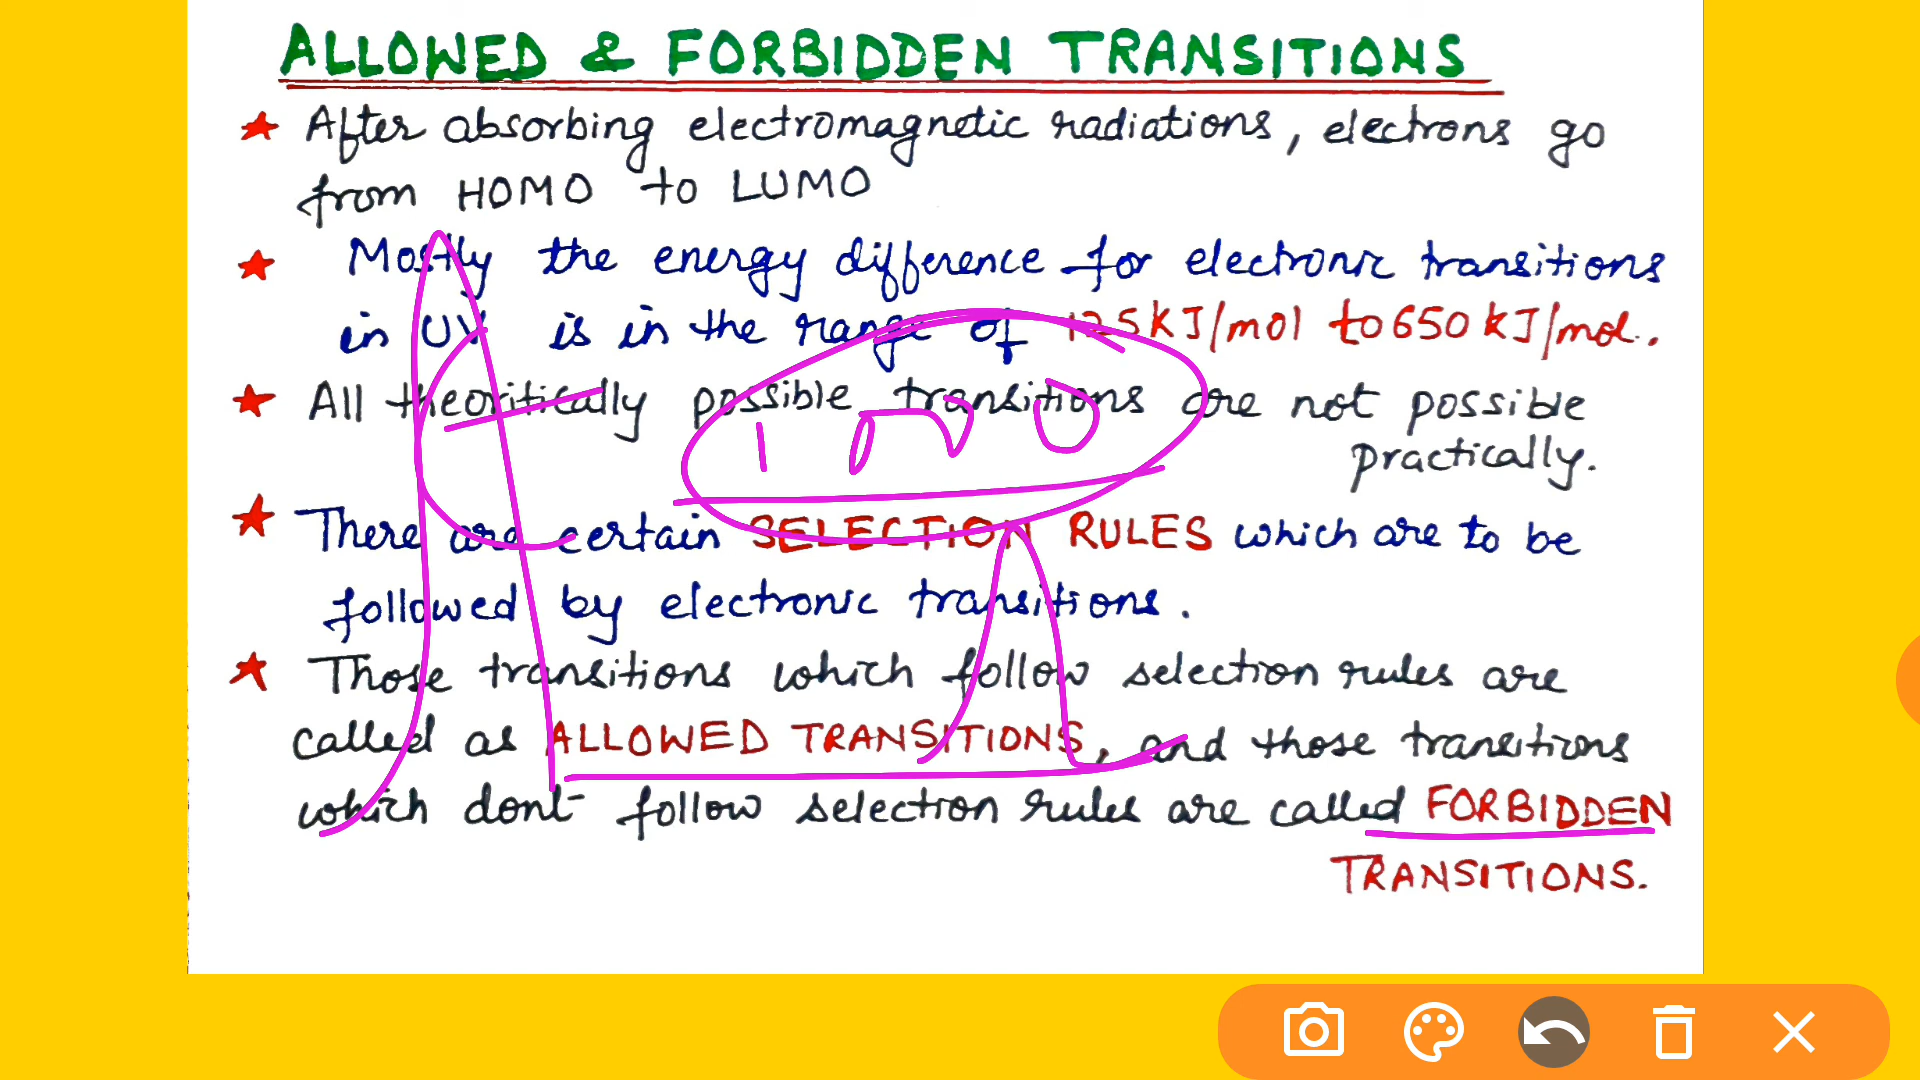 ALLOWED & FORBIDDEN TRANSITIONS
After absorbing electromagnetic radiations, electrons go
from HOMO to LUMO
Mostly the energy difference for electronic transitions
in UV is in the range of 125KJ/mol to 650 KJ/mol.
All theoritically possible transitions are not possible
practically.
There are certain SELECTION RULES which are to be
followed by electronic transitions.
Those transitions which follow selection rules are
called as ALLOWED TRANSITIONS, and those transitions
which dont follow selection rules are called FORBIDDEN
TRANSITIONS.